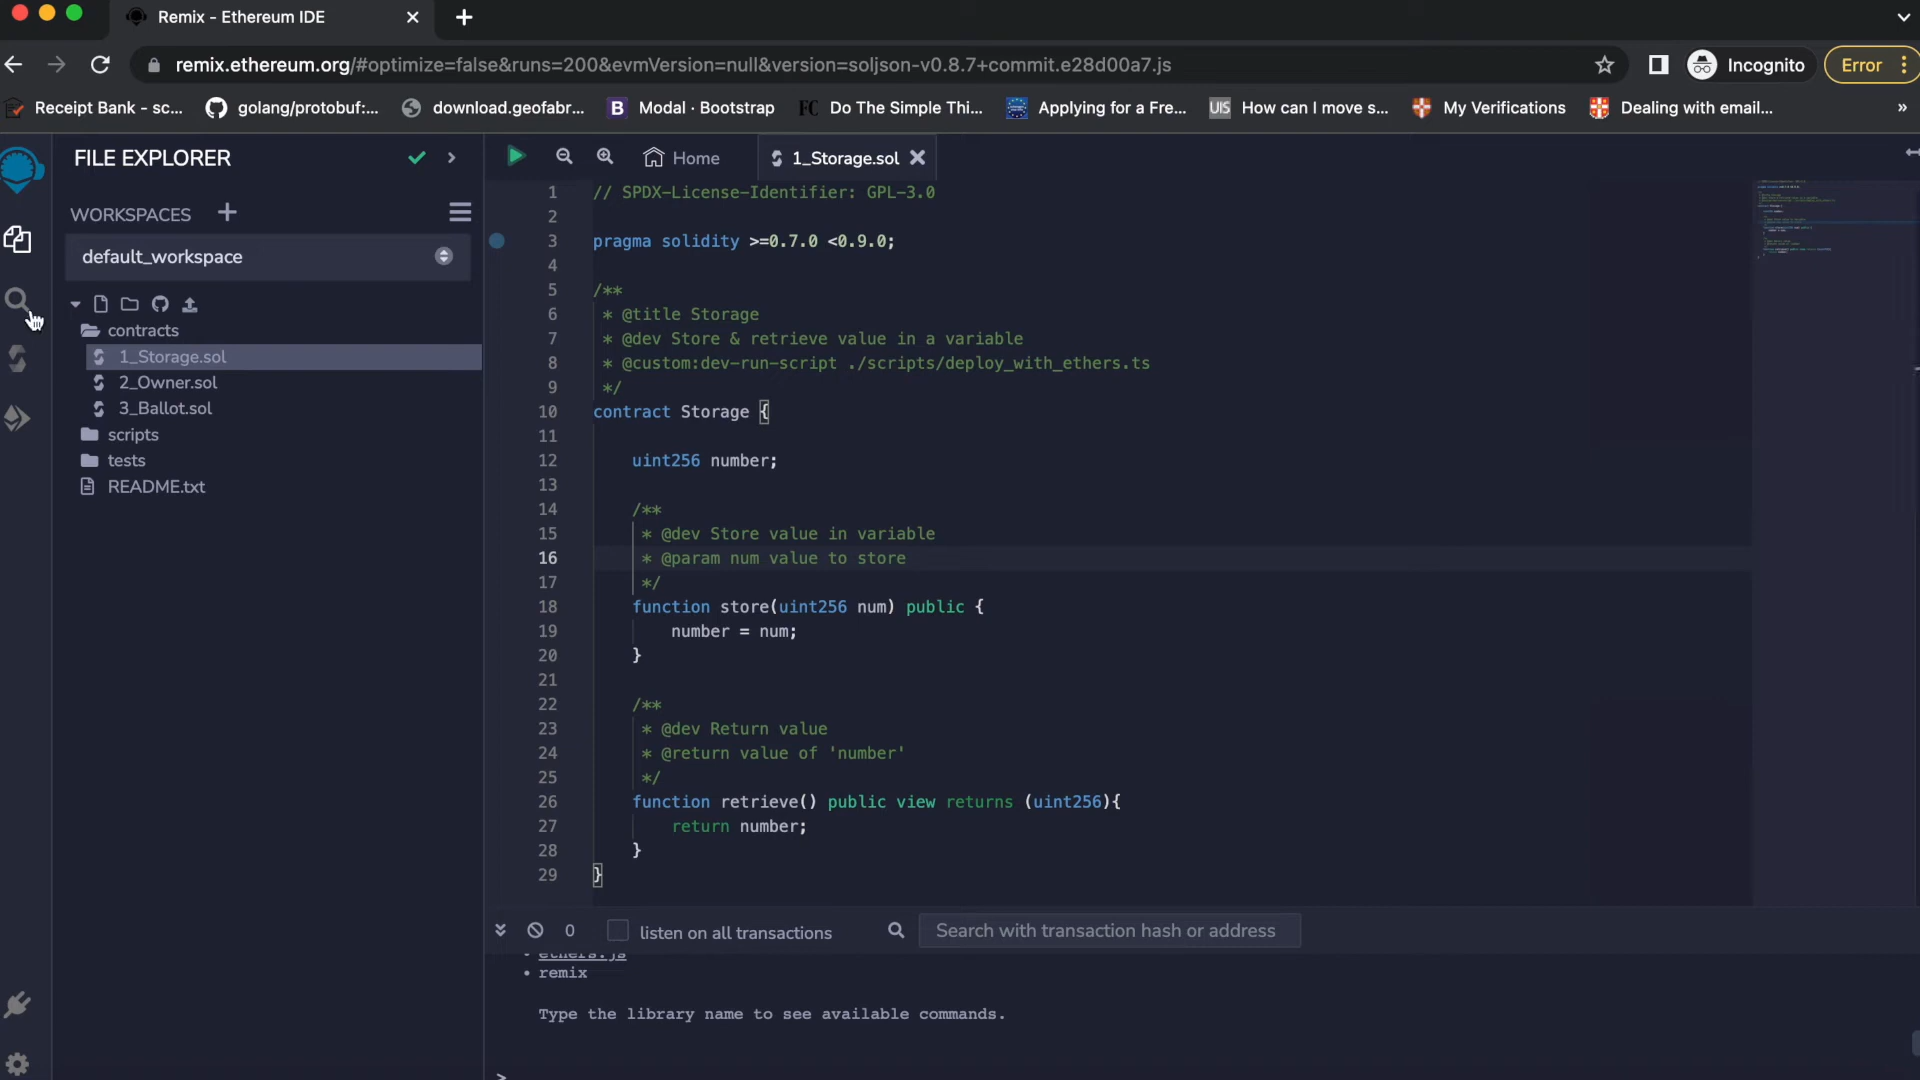 Remix - Ethereum IDE
remix.ethereum.org/#optimize=false&runs=200&evmVersion=null&version=soljson-v0.8.7+commit.e28d00a7.js
Incognito
Error
Receipt Bank - sc...
golang/protobuf:...
download.geofabr...
B Modal · Bootstrap
FC Do The Simple Thi...
Applying for a Fre...
UIS How can I move s...
My Verifications
Dealing with email...
»
FILE EXPLORER
WORKSPACES
default_workspace
contracts
1_Storage.sol
2_Owner.sol
3_Ballot.sol
scripts
tests
README.txt
Home
1_Storage.sol
1 // SPDX-License-Identifier: GPL-3.0
2
3 pragma solidity >=0.7.0 <0.9.0;
4
5 /**
6  * @title Storage
7  * @dev Store & retrieve value in a variable
8  * @custom:dev-run-script ./scripts/deploy_with_ethers.ts
9  */
10 contract Storage {
11
12     uint256 number;
13
14     /**
15      * @dev Store value in variable
16      * @param num value to store
17      */
18     function store(uint256 num) public {
19         number = num;
20     }
21
22     /**
23      * @dev Return value
24      * @return value of 'number'
25      */
26     function retrieve() public view returns (uint256){
27         return number;
28     }
29 }
0
listen on all transactions
Search with transaction hash or address
• ethers.js
• remix
Type the library name to see available commands.
>